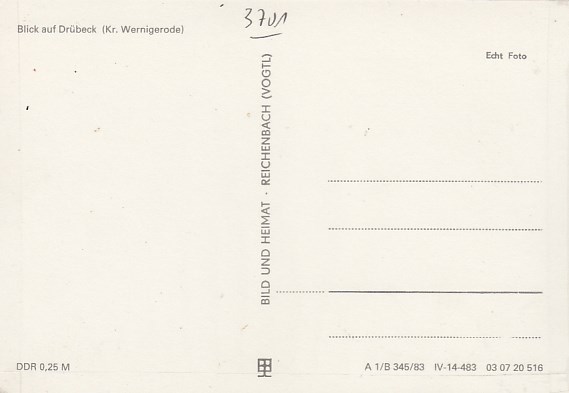 3701
Blick auf Drübeck (Kr. Wernigerode)
Echt Foto
BILD UND HEIMAT · REICHENBACH (VOGTL)
DDR 0,25 M
A 1/B 345/83 IV-14-483 03 07 20 516